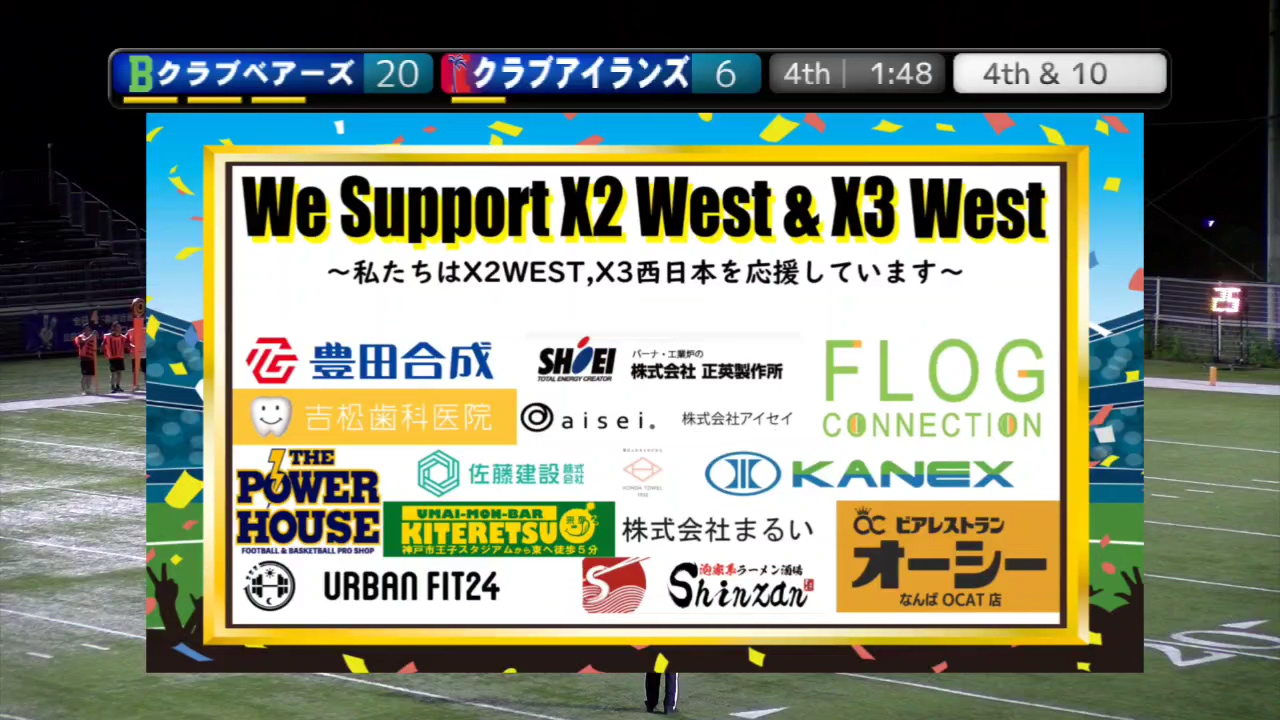 B クラブベアーズ 20 クラブアイランズ 6 4th 1:48 4th & 10
We Support X2 West & X3 West
～私たちはX2WEST,X3西日本を応援しています～
豊田合成
SHOEI
TOTAL ENERGY CREATOR
バーナ・工業炉の
株式会社 正英製作所
FLOG
CONNECTION
吉松歯科医院
aisei。 株式会社アイセイ
THE
POWER
HOUSE
FOOTBALL & BASKETBALL PRO SHOP
佐藤建設株式会社
HONDA TOWEL
1932
KANEX
UMAI-MON-BAR
KITERETSU
神戸市王子スタジアムから東へ徒歩5分
株式会社まるい
OC ビアレストラン
オーシー
なんば OCAT 店
URBAN FIT24
泡家系ラーメン酒場
Shinzan
25
20